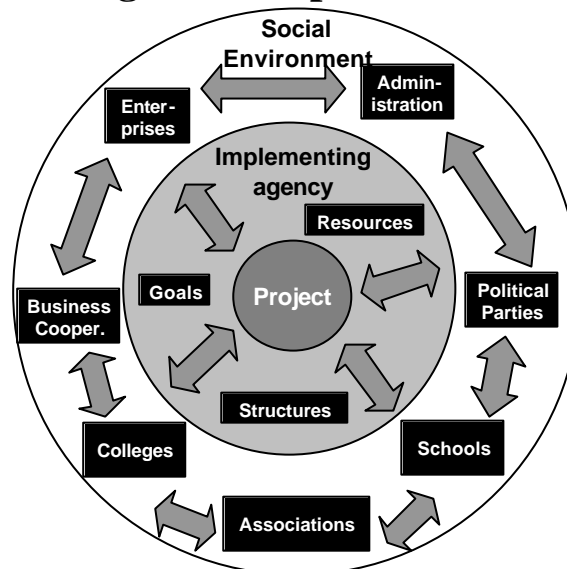 Social
Environment
Enter-
prises
Admin-
istration
Implementing
agency
Resources
Goals
Project
Business
Cooper.
Political
Parties
Structures
Colleges
Schools
Associations